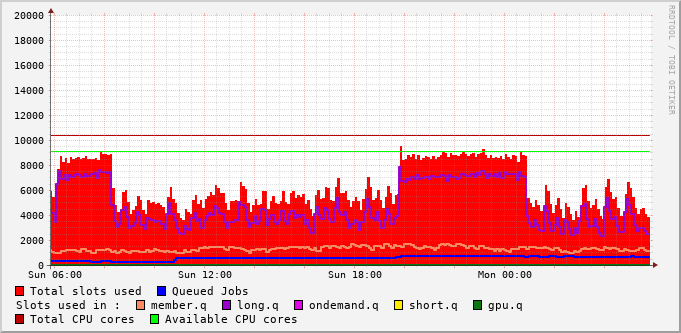 20000
18000
16000
14000
12000
10000
8000
6000
4000
2000
0
Sun 06:00 Sun 12:00 Sun 18:00 Mon 00:00
RRDTOOL / TOBI OETIKER
Total slots used Queued Jobs
Slots used in : member.q long.q ondemand.q short.q gpu.q
Total CPU cores Available CPU cores